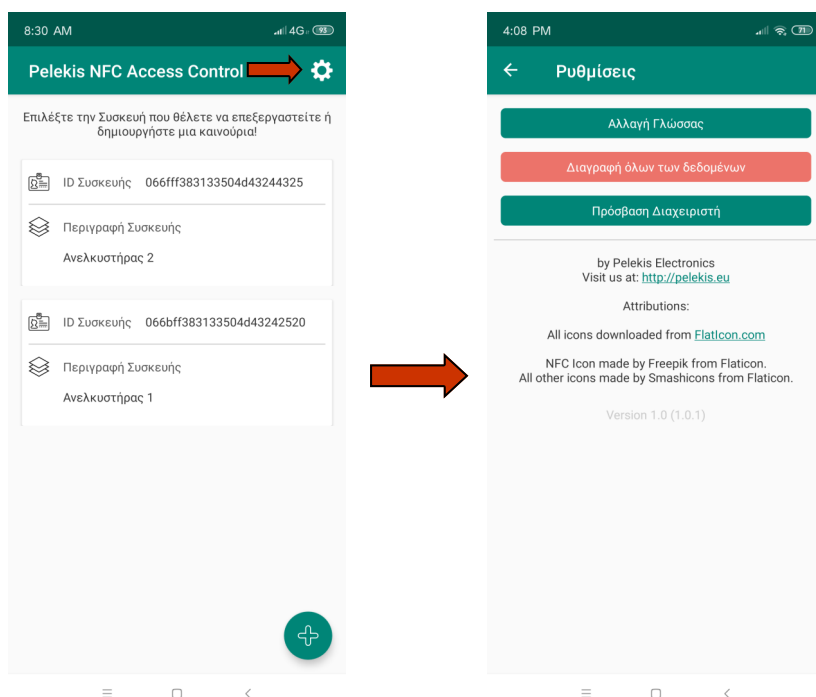 8:30 AM
4G
93
Pelekis NFC Access Control
Επιλέξτε την Συσκευή που θέλετε να επεξεργαστείτε ή
δημιουργήστε μια καινούρια!
ID Συσκευής 066fff383133504d43244325
Περιγραφή Συσκευής
Ανελκυστήρας 2
ID Συσκευής 066bff383133504d43242520
Περιγραφή Συσκευής
Ανελκυστήρας 1
4:08 PM
71
Ρυθμίσεις
Αλλαγή Γλώσσας
Διαγραφή όλων των δεδομένων
Πρόσβαση Διαχειριστή
by Pelekis Electronics
Visit us at: http://pelekis.eu
Attributions:
All icons downloaded from FlatIcon.com
NFC Icon made by Freepik from Flaticon.
All other icons made by Smashicons from Flaticon.
Version 1.0 (1.0.1)